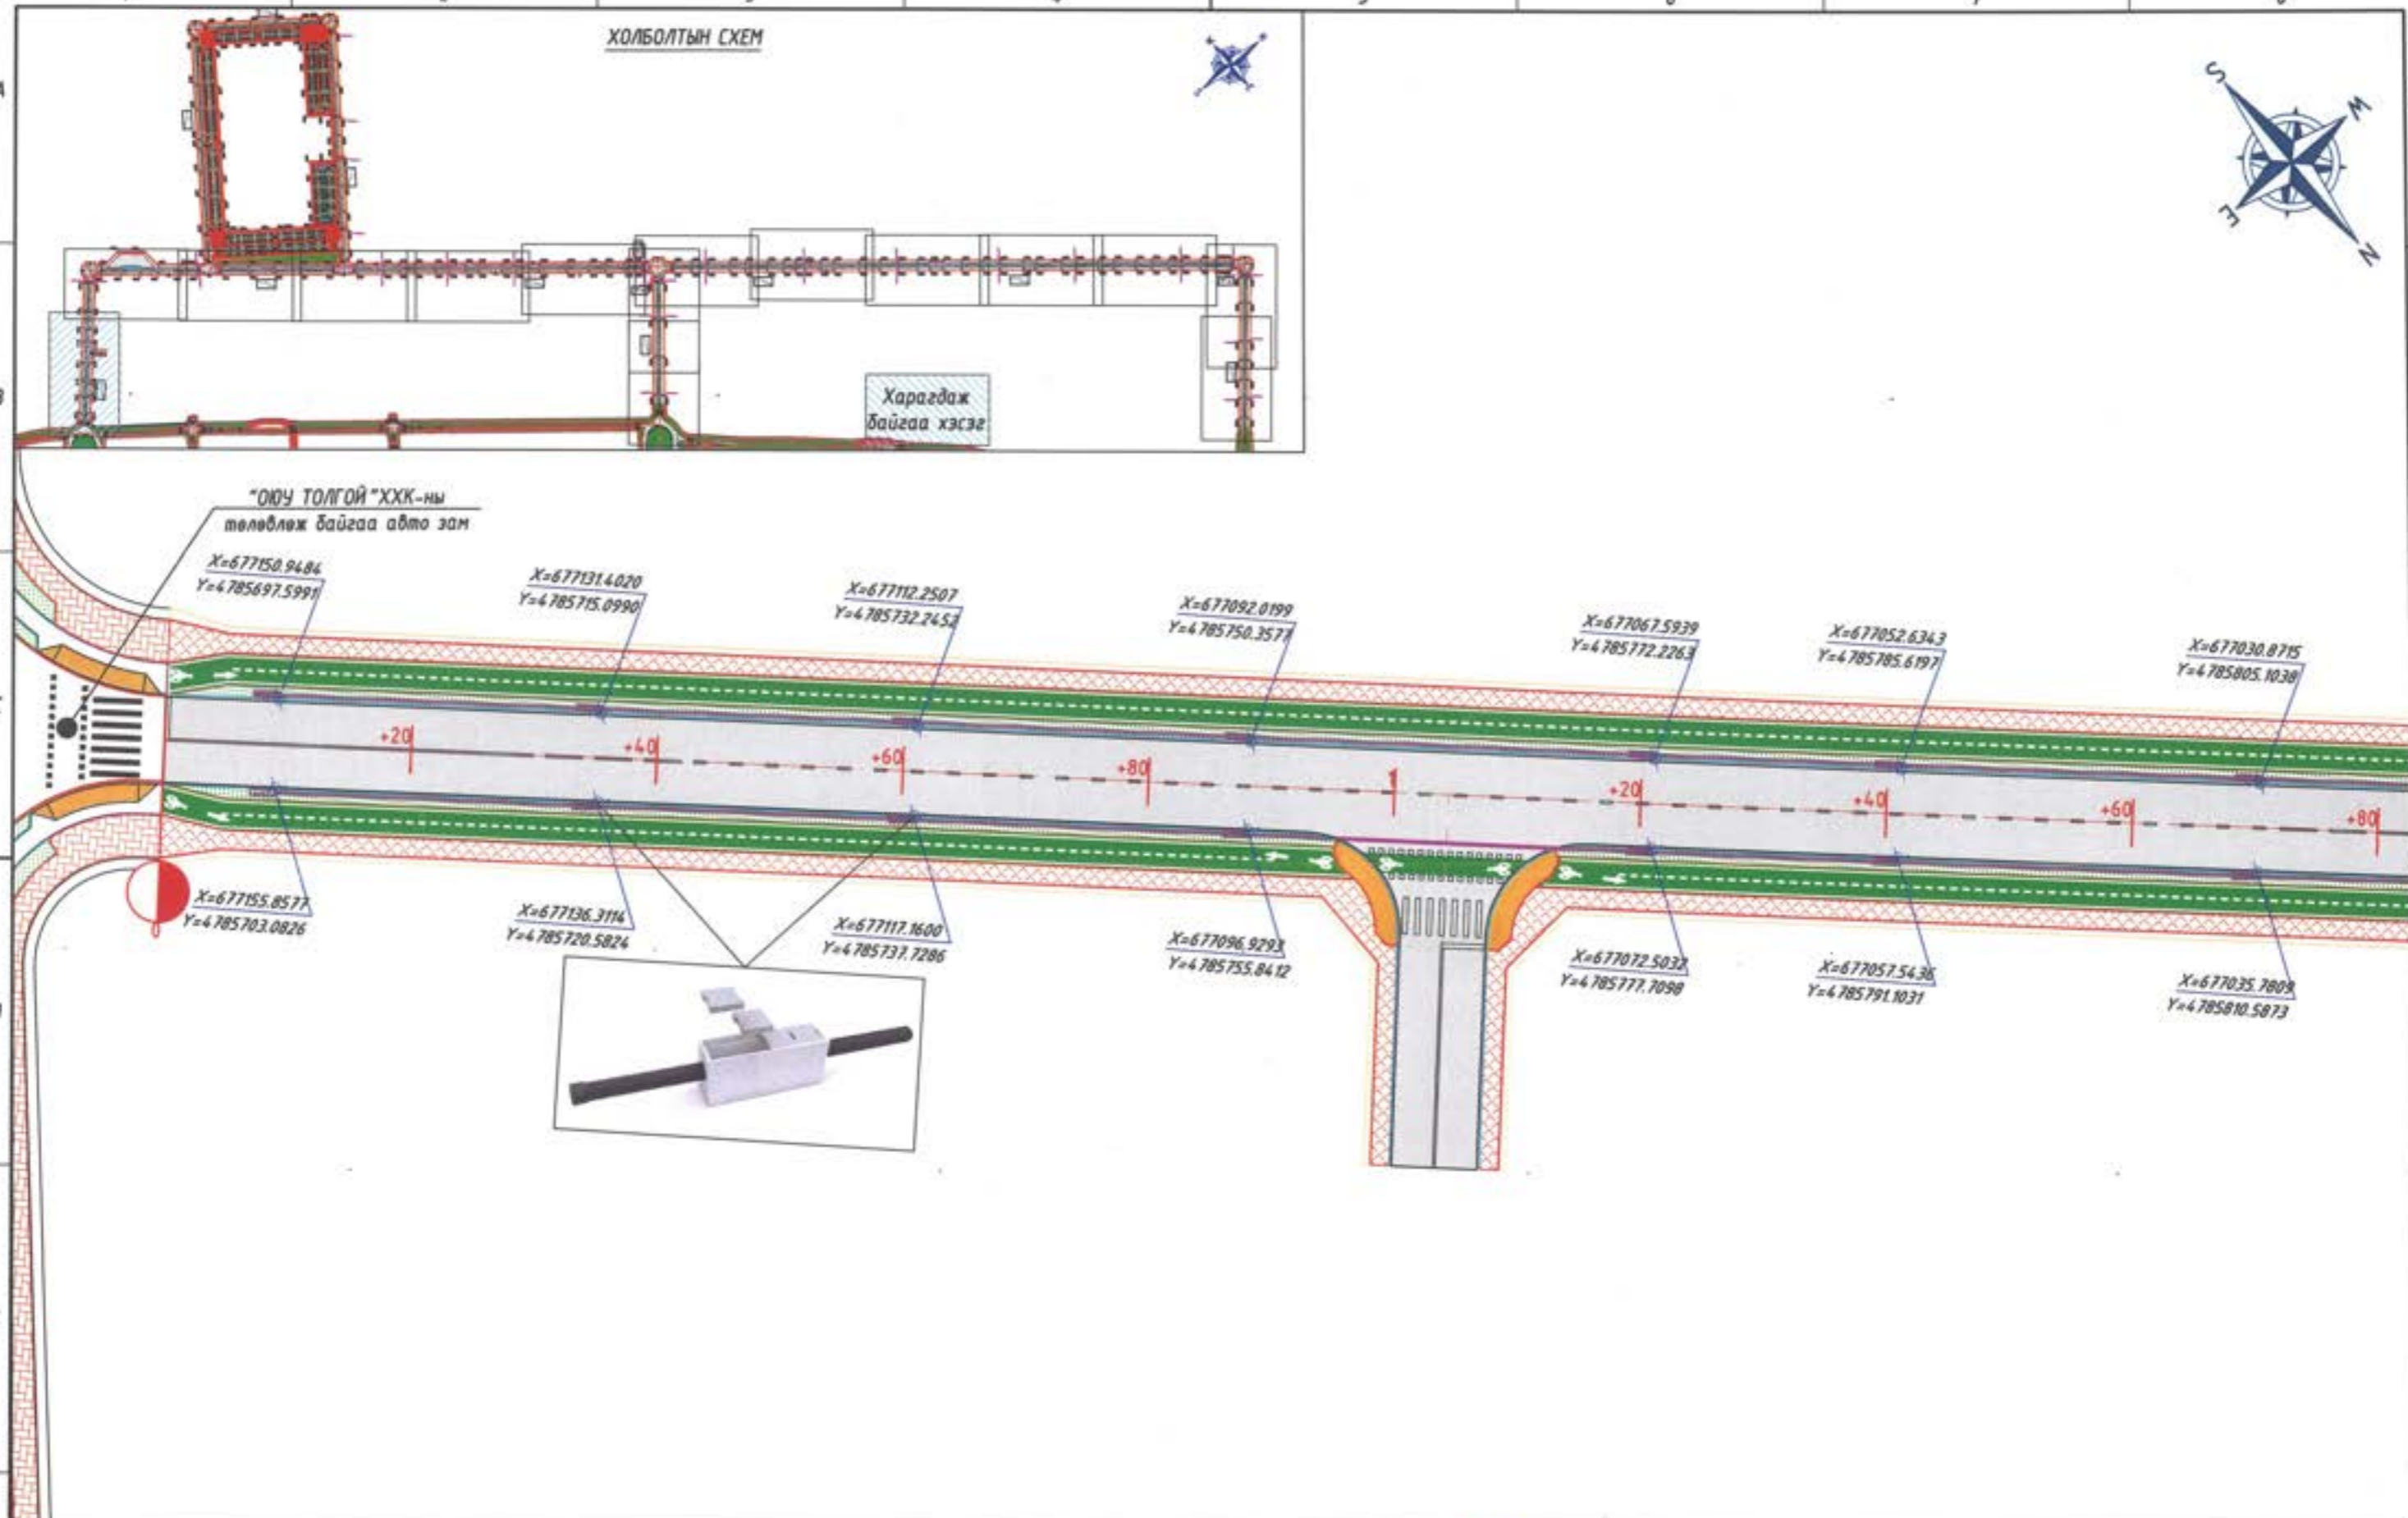 ХОЛБОЛТЫН СХЕМ
S
W
E
N
Харагдаж
байгаа хэсэг
"ОЮУ ТОЛГОЙ"ХХК-ны
төлөвлөж байгаа авто зам
X=677150.9484
Y=4785697.5991
X=677131.4020
Y=4785715.0990
X=677112.2507
Y=4785732.2452
X=677092.0199
Y=4785750.3577
X=677067.5939
Y=4785772.2263
X=677052.6343
Y=4785785.6197
X=677030.8715
Y=4785805.1038
+20
+40
+60
+80
1
+20
+40
+60
+80
X=677155.8577
Y=4785703.0826
X=677136.3114
Y=4785720.5824
X=677117.1600
Y=4785737.7286
X=677096.9293
Y=4785755.8412
X=677072.5032
Y=4785777.7098
X=677057.5436
Y=4785791.1031
X=677035.7809
Y=4785810.5873